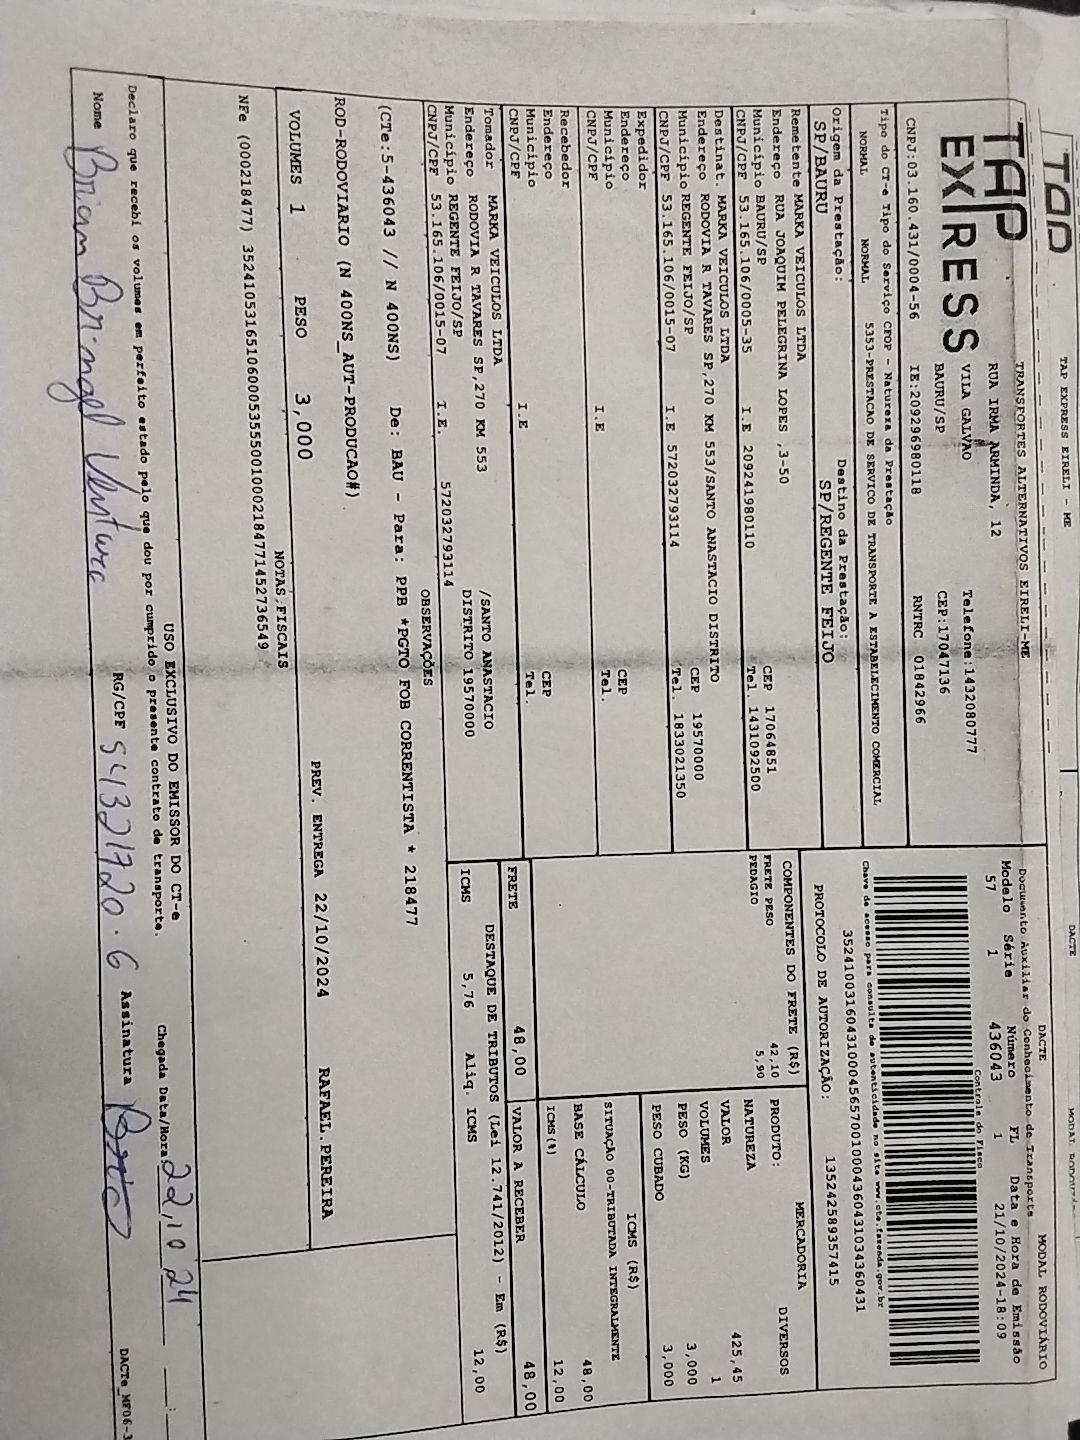 TAP EXPRESS EIRELI - ME
DACTE
TAP
TAP EXPRESS
TRANSPORTES ALTERNATIVOS EIRELI-ME
RUA IRMA ARMINDA, 12
VILA GALVAO
BAURU/SP
Telefone:1432080777
CEP:17047136
CNPJ:03.160.431/0004-56 IE:209296980118 RNTRC 01842966
DACTE MODAL RODOVIÁRIO
Documento Auxiliar do Conhecimento de Transporte
Modelo Série Número FL Data e Hora de Emissão
57 1 436043 1 21/10/2024-18:09
Controle do Fisco
Chave de acesso para consulta de autenticidade no site www.cte.fazenda.gov.br
35241003160431000456570010004360431034360431
PROTOCOLO DE AUTORIZAÇÃO: 135242589357415
Tipo do CT-e Tipo do Serviço CFOP - Natureza da Prestação
NORMAL NORMAL 5353-PRESTACAO DE SERVICO DE TRANSPORTE A ESTABELECIMENTO COMERCIAL
Origem da Prestação: Destino da Prestação:
SP/BAURU SP/REGENTE FEIJO
Remetente MARKA VEICULOS LTDA
Endereço RUA JOAQUIM PELEGRINA LOPES ,3-50 CEP 17064851
Município BAURU/SP Tel. 1431092500
CNPJ/CPF 53.165.106/0005-35 I.E 209241980110
Destinat. MARKA VEICULOS LTDA
Endereço RODOVIA R TAVARES SP,270 KM 553/SANTO ANASTACIO DISTRITO
Município REGENTE FEIJO/SP CEP 19570000
CNPJ/CPF 53.165.106/0015-07 I.E 572032793114 Tel. 1833021350
Expedidor
Endereço
Município CEP
CNPJ/CPF I.E Tel.
Recebedor
Endereço
Município CEP
CNPJ/CPF I.E Tel.
Tomador MARKA VEICULOS LTDA /SANTO ANASTACIO
Endereço RODOVIA R TAVARES SP,270 KM 553 DISTRITO 19570000
Município REGENTE FEIJO/SP
CNPJ/CPF 53.165.106/0015-07 I.E. 572032793114
COMPONENTES DO FRETE (R$)
FRETE PESO 42,10
PEDAGIO 5,90
MERCADORIA
PRODUTO: DIVERSOS
NATUREZA
VALOR 425,45
VOLUMES 1
PESO (KG) 3,000
PESO CUBADO 3,000
ICMS (R$)
SITUAÇÃO 00-TRIBUTADA INTEGRALMENTE
BASE CÁLCULO 48,00
ICMS(%) 12,00
FRETE 48,00 VALOR A RECEBER 48,00
DESTAQUE DE TRIBUTOS (Lei 12.741/2012) - Em (R$)
ICMS 5,76 Aliq. ICMS 12,00
OBSERVAÇÕES
(CTe:5-436043 // N 400NS) De: BAU - Para: PPB *PGTO FOB CORRENTISTA * 218477
ROD-RODOVIARIO (N 400NS_AUT-PRODUCAO#)
VOLUMES 1 PESO 3,000 PREV. ENTREGA 22/10/2024 RAFAEL.PEREIRA
NOTAS FISCAIS
NFe (000218477) 35241053165106000535550010002184771452736549
USO EXCLUSIVO DO EMISSOR DO CT-e
Declaro que recebi os volumes em perfeito estado pelo que dou por cumprido o presente contrato de transporte. Chegada Data/Hora 22/10 24 :
Nome Brian Bringel Ventura RG/CPF 54321720.6 Assinatura
DACTe_NF06-3